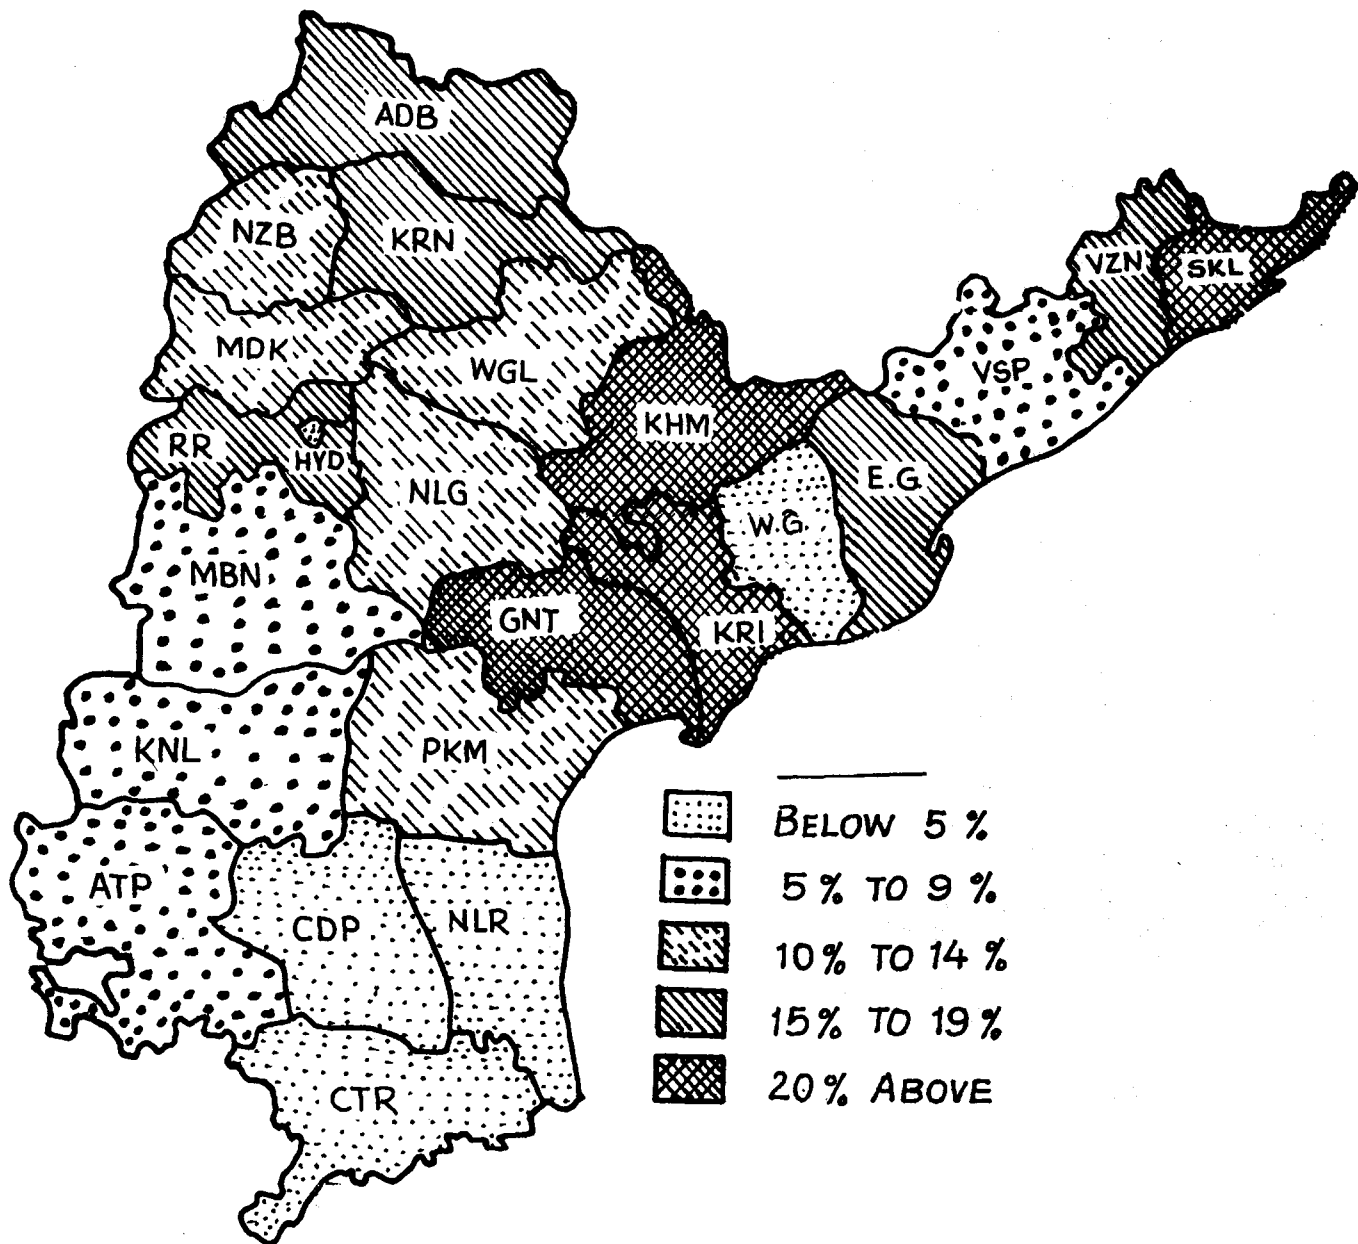 ADB
NZB
KRN
VZN
SKL
MDK
WGL
VSP
KHM
RR
HYD
NLG
E.G.
W.G.
MBN
GNT
KRI
KNL
PKM
BELOW 5 %
ATP
5 % TO 9 %
CDP
NLR
10 % TO 14 %
15 % TO 19 %
20 % ABOVE
CTR